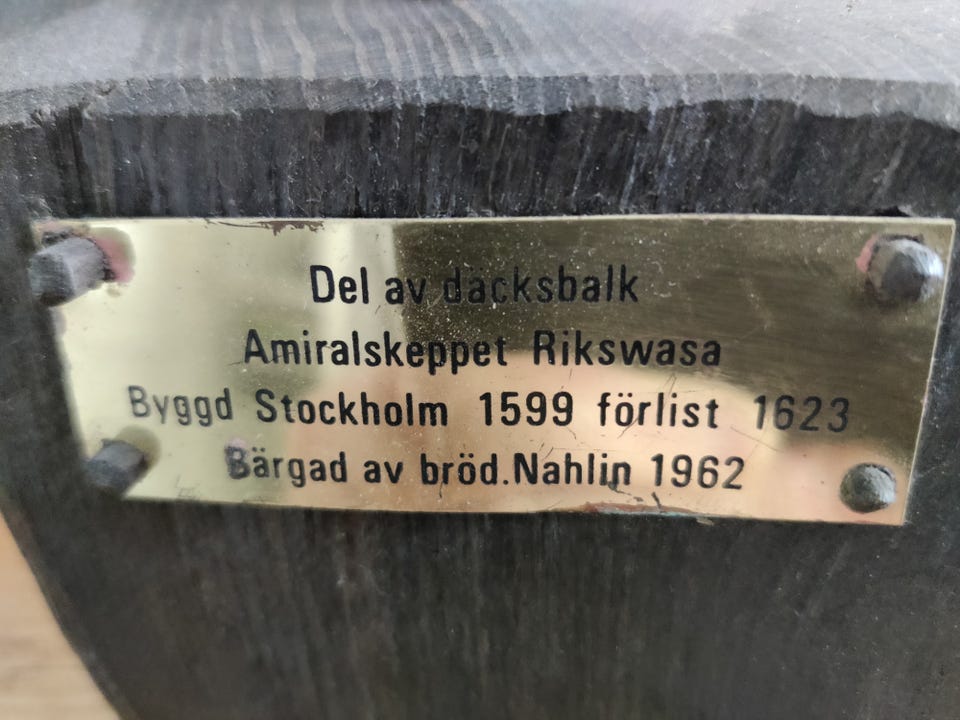 Del av däcksbalk
Amiralskeppet Rikswasa
Byggd Stockholm 1599 förlist 1623
Bärgad av bröd.Nahlin 1962